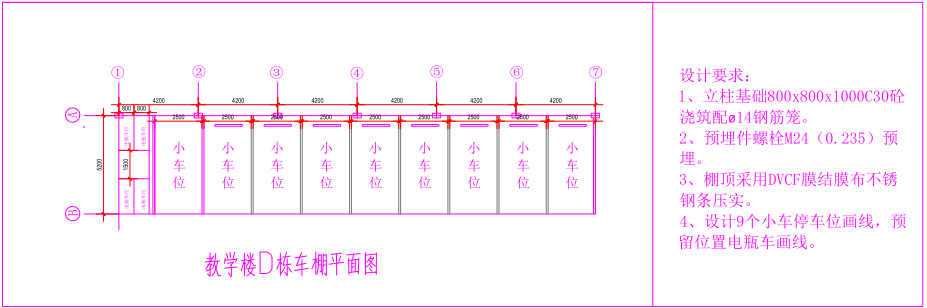 ① ② ③ ④ ⑤ ⑥ ⑦
4200 4200 4200 4200 4200 4200
800 800
A
2500 2500 2500 2500 2500 2500 2500 2500 2500
小车位 小车位 小车位 小车位 小车位 小车位 小车位 小车位 小车位
5200
1500
B
教学楼D栋车棚平面图
设计要求：
1、立柱基础800x800x1000C30砼
浇筑配ø14钢筋笼。
2、预埋件螺栓M24（0.235）预
埋。
3、棚顶采用DVCF膜结膜布不锈
钢条压实。
4、设计9个小车停车位画线，预
留位置电瓶车画线。